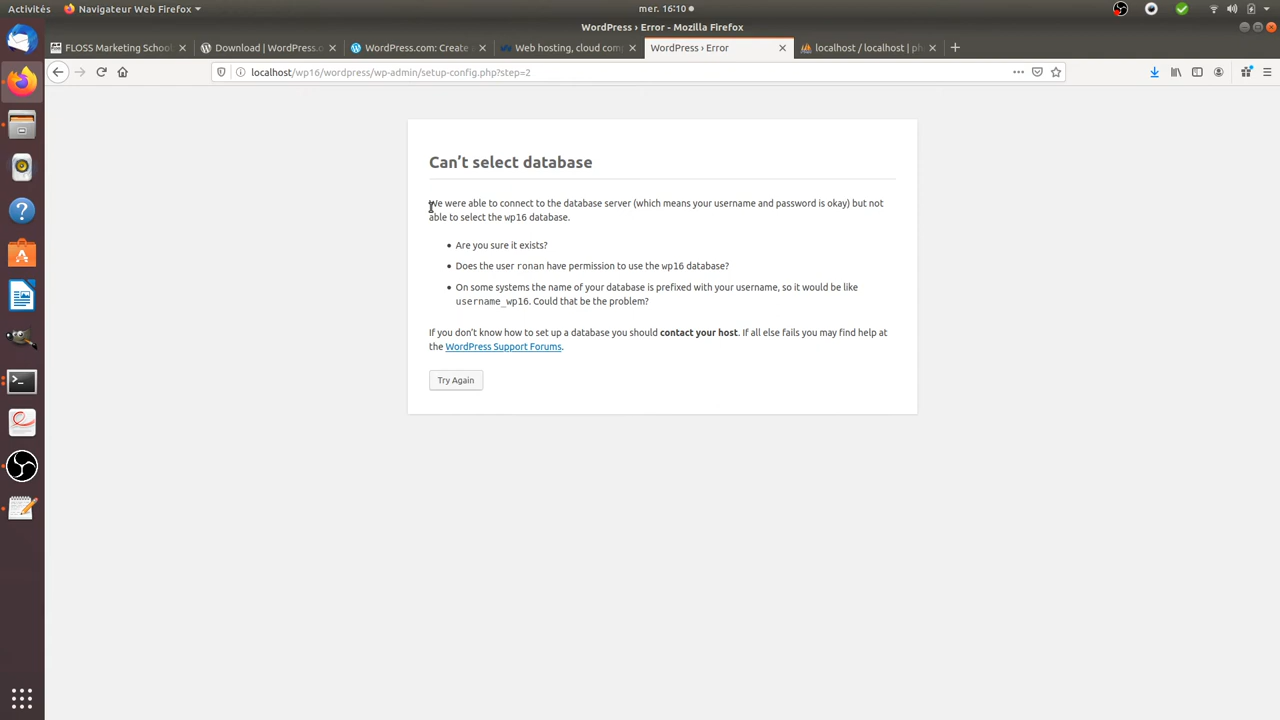 Activités
Navigateur Web Firefox
mer. 16:10
WordPress › Error - Mozilla Firefox
FLOSS Marketing School
Download | WordPress.o
WordPress.com: Create
Web hosting, cloud comp
WordPress › Error
localhost / localhost | ph
localhost/wp16/wordpress/wp-admin/setup-config.php?step=2
Can’t select database
We were able to connect to the database server (which means your username and password is okay) but not
able to select the wp16 database.
• Are you sure it exists?
• Does the user ronan have permission to use the wp16 database?
• On some systems the name of your database is prefixed with your username, so it would be like
username_wp16. Could that be the problem?
If you don’t know how to set up a database you should contact your host. If all else fails you may find help at
the WordPress Support Forums.
Try Again